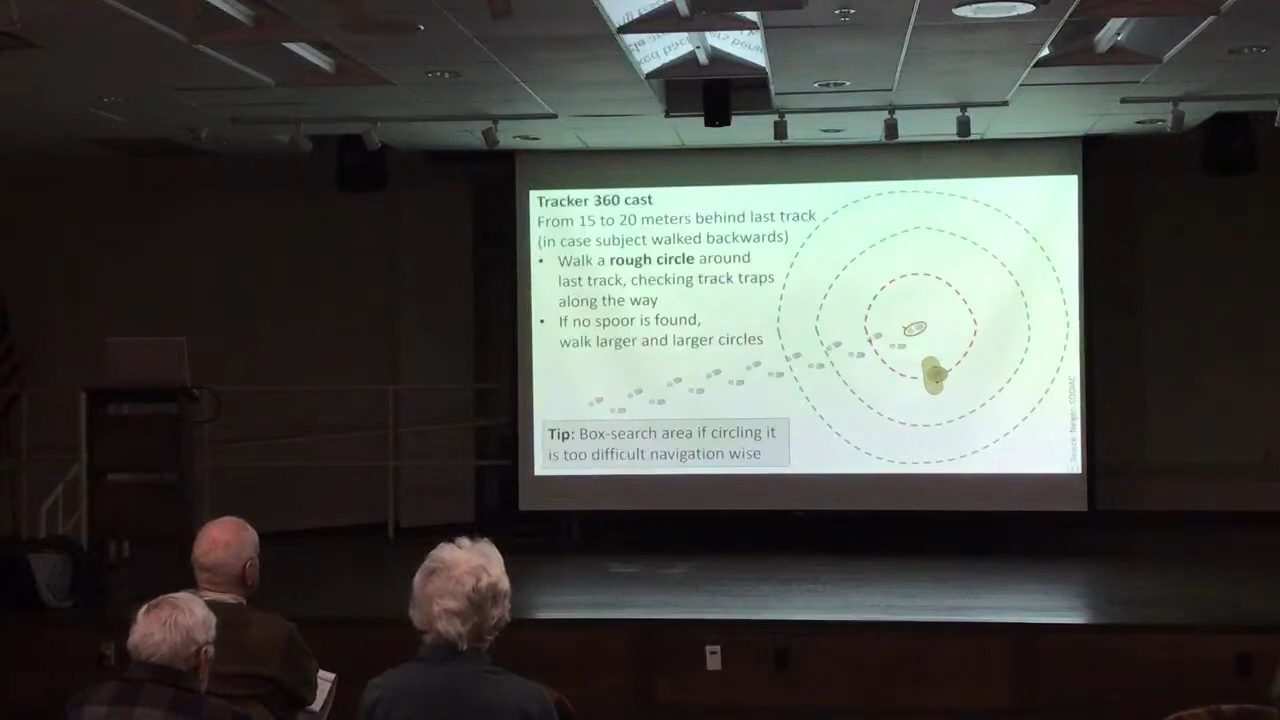 Tracker 360 cast
From 15 to 20 meters behind last track
(in case subject walked backwards)
• Walk a rough circle around
last track, checking track traps
along the way
• If no spoor is found,
walk larger and larger circles
Tip: Box-search area if circling it
is too difficult navigation wise